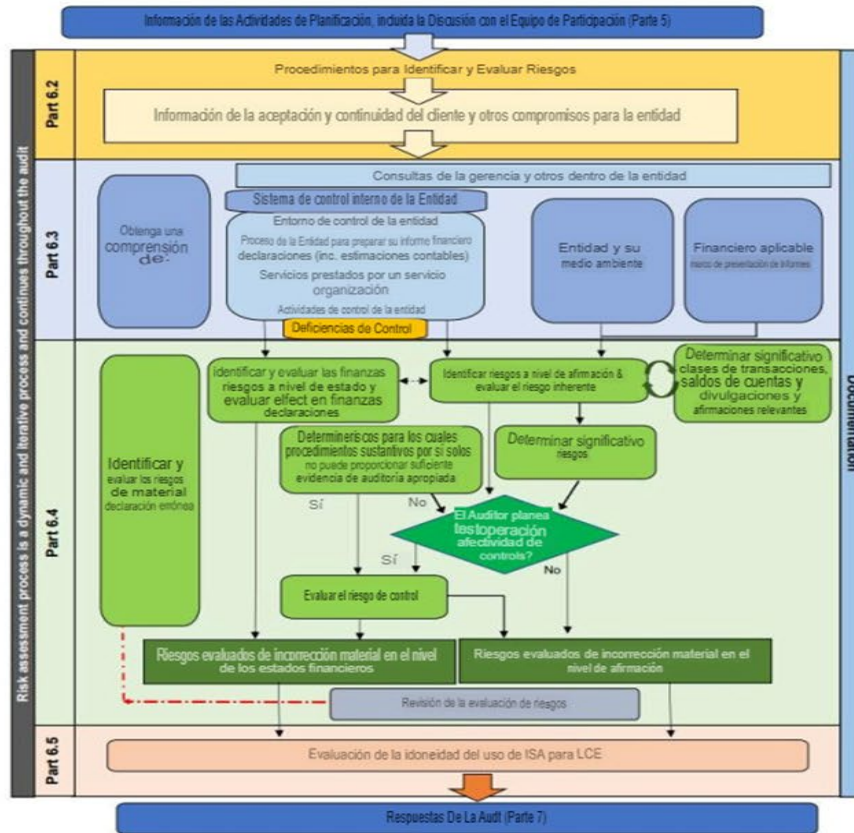 Información de las Actividades de Planificación, incluida la Discusión con el Equipo de Participación (Parte 5)
Risk assessment process is a dynamic and iterative process and continues throughout the audit
Documentation
Part 6.2
Procedimientos para Identificar y Evaluar Riesgos
Información de la aceptación y continuidad del cliente y otros compromisos para la entidad
Part 6.3
Consultas de la gerencia y otros dentro de la entidad
Obtenga una
comprensión
de:
Sistema de control interno de la Entidad
Entorno de control de la entidad
Proceso de la Entidad para preparar su informe financiero
declaraciones (inc. estimaciones contables)
Servicios prestados por un servicio
organización
Actividades de control de la entidad
Deficiencias de Control
Entidad y su
medio ambiente
Financiero aplicable
marco de presentación de informes
Part 6.4
Identificar y
evaluar los riesgos
de material
declaración errónea
identificar y evaluar las finanzas
riesgos a nivel de estado y
evaluar effect en finanzas
declaraciones
Identificar riesgos a nivel de afirmación &
evaluar el riesgo inherente
Determinar significativo
clases de transacciones,
saldos de cuentas y
divulgaciones y
afirmaciones relevantes
Determineriscos para los cuales
procedimientos sustantivos por sí solos
no puede proporcionar suficiente
evidencia de auditoría apropiada
Determinar significativo
riesgos
Sí
No
El Auditor planea
testoperación
afectividad de
controls?
Sí
No
Evaluar el riesgo de control
Riesgos evaluados de incorrección material en el nivel
de los estados financieros
Riesgos evaluados de incorrección material en el
nivel de afirmación
Revisión de la evaluación de riesgos
Part 6.5
Evaluación de la idoneidad del uso de ISA para LCE
Respuestas De La Audt (Parte 7)